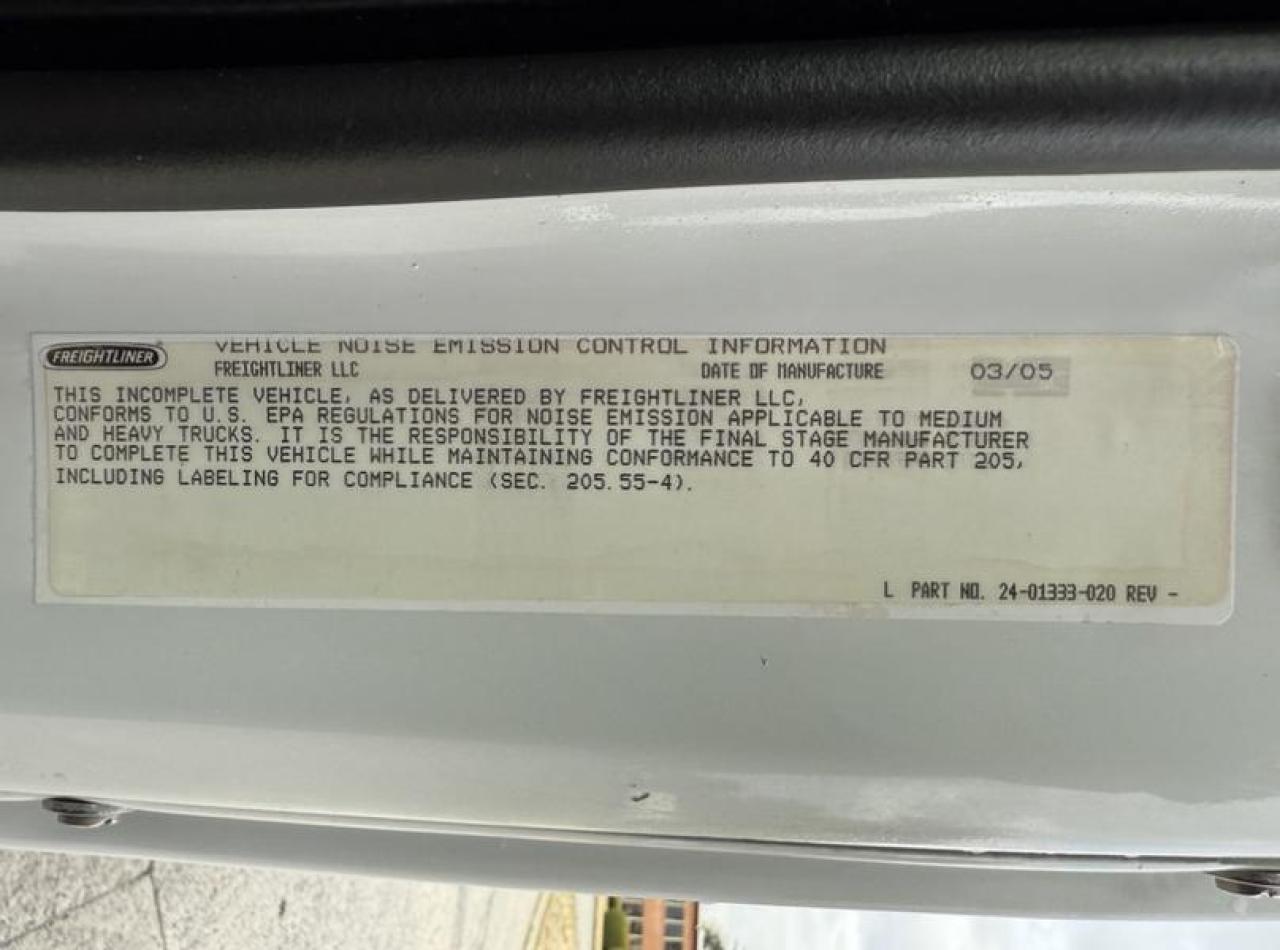 FREIGHTLINER
VEHICLE NOISE EMISSION CONTROL INFORMATION
FREIGHTLINER LLC DATE OF MANUFACTURE 03/05
THIS INCOMPLETE VEHICLE, AS DELIVERED BY FREIGHTLINER LLC,
CONFORMS TO U.S. EPA REGULATIONS FOR NOISE EMISSION APPLICABLE TO MEDIUM
AND HEAVY TRUCKS. IT IS THE RESPONSIBILITY OF THE FINAL STAGE MANUFACTURER
TO COMPLETE THIS VEHICLE WHILE MAINTAINING CONFORMANCE TO 40 CFR PART 205,
INCLUDING LABELING FOR COMPLIANCE (SEC. 205.55-4).
L PART NO. 24-01333-020 REV -